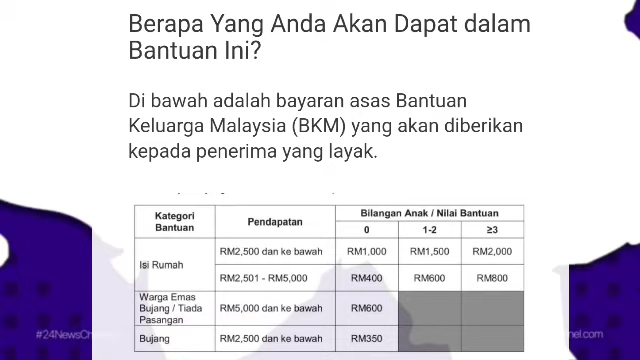 Berapa Yang Anda Akan Dapat dalam
Bantuan Ini?
Di bawah adalah bayaran asas Bantuan
Keluarga Malaysia (BKM) yang akan diberikan
kepada penerima yang layak.
Kategori Bantuan Pendapatan Bilangan Anak / Nilai Bantuan
0 1-2 ≥3
Isi Rumah
RM2,500 dan ke bawah RM1,000 RM1,500 RM2,000
RM2,501 - RM5,000 RM400 RM600 RM800
Warga Emas
Bujang / Tiada
Pasangan
RM5,000 dan ke bawah RM600
Bujang RM2,500 dan ke bawah RM350